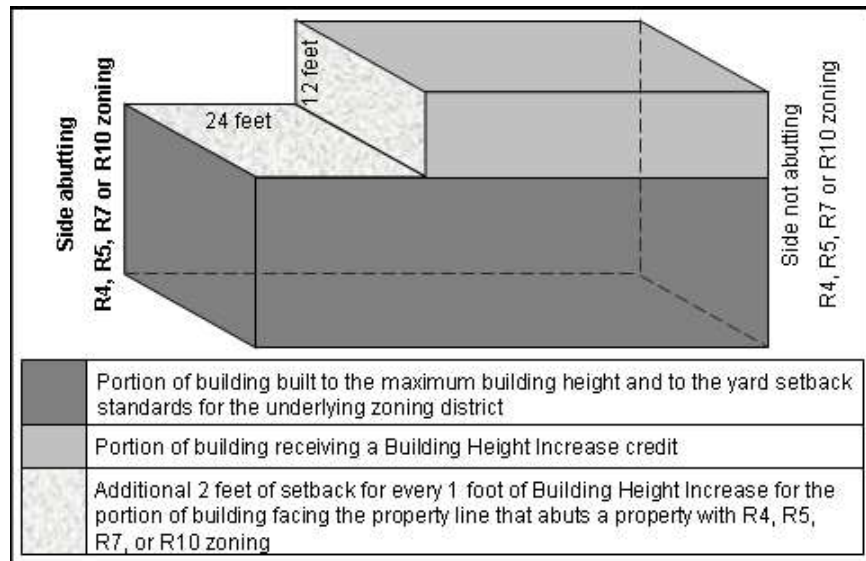 Side abutting
R4, R5, R7 or R10 zoning
24 feet
12 feet
Side not abutting
R4, R5, R7 or R10 zoning
Portion of building built to the maximum building height and to the yard setback
standards for the underlying zoning district
Portion of building receiving a Building Height Increase credit
Additional 2 feet of setback for every 1 foot of Building Height Increase for the
portion of building facing the property line that abuts a property with R4, R5,
R7, or R10 zoning